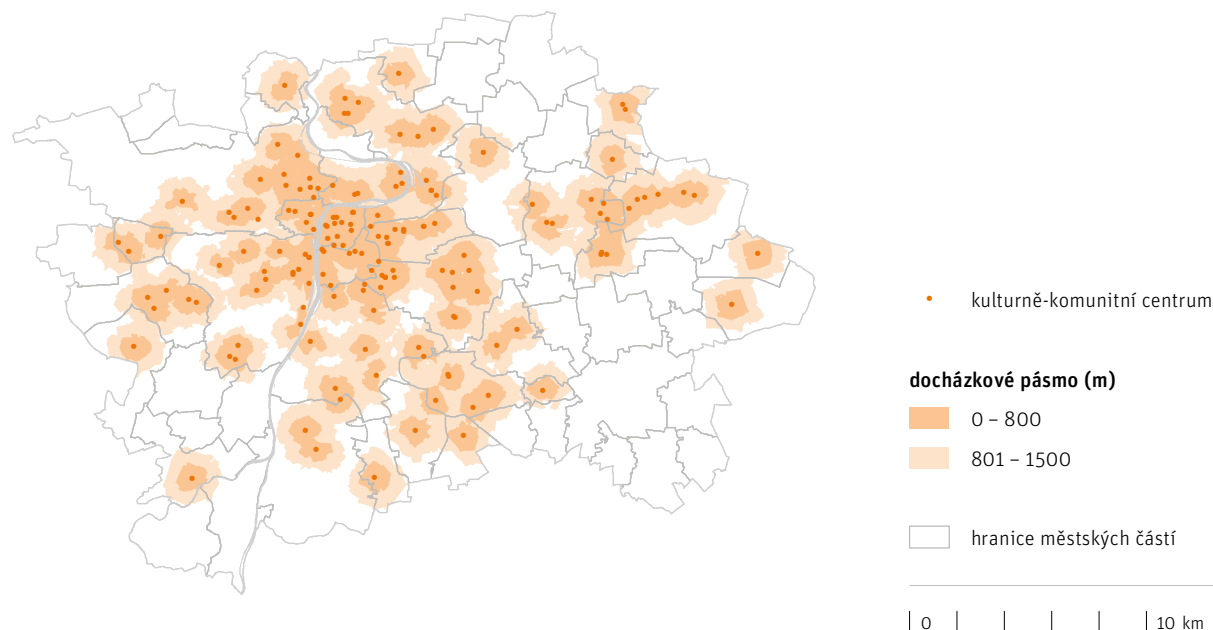 kulturně-komunitní centrum
docházkové pásmo (m)
0 – 800
801 – 1500
hranice městských částí
0 10 km